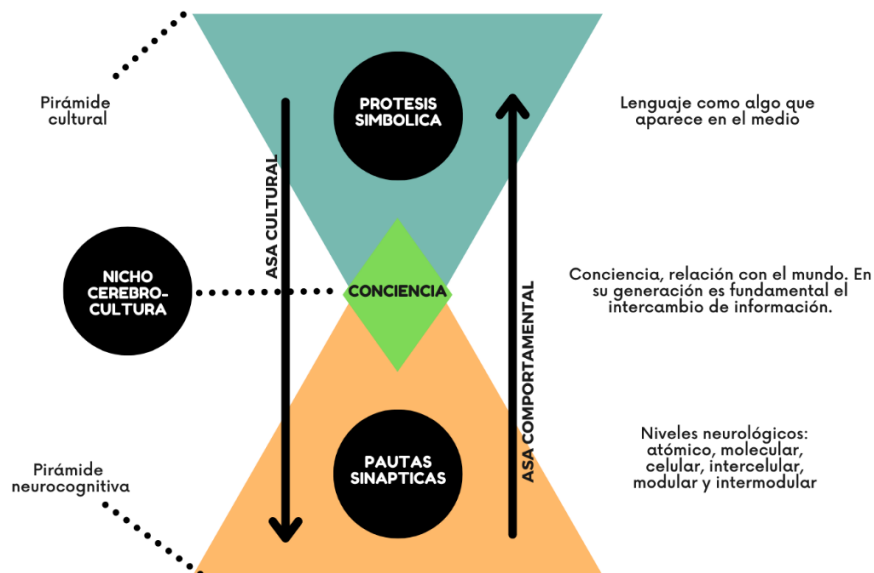 Pirámide
cultural
PROTESIS
SIMBOLICA
Lenguaje como algo que
aparece en el medio
ASA CULTURAL
NICHO
CEREBRO-
CULTURA
CONCIENCIA
Conciencia, relación con el mundo. En
su generación es fundamental el
intercambio de información.
ASA COMPORTAMENTAL
Pirámide
neurocognitiva
PAUTAS
SINAPTICAS
Niveles neurológicos:
atómico, molecular,
celular, intercelular,
modular y intermodular